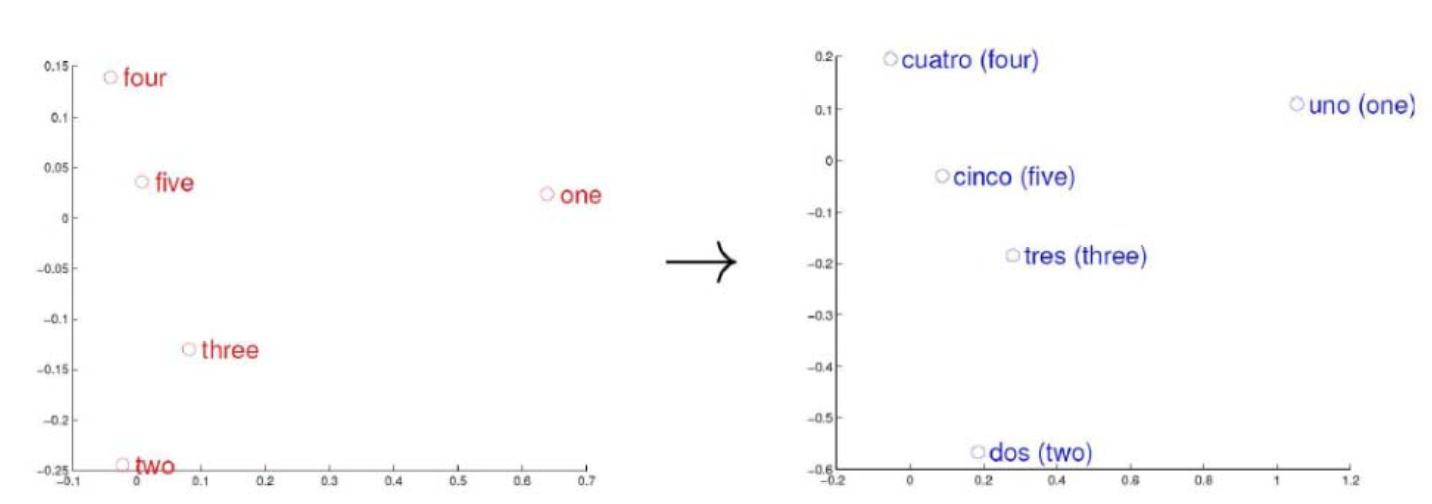 0.15
four
0.1
0.05
five
0
one
-0.05
-0.1
three
-0.15
-0.2
-0.25
two
-0.1 0 0.1 0.2 0.3 0.4 0.5 0.6 0.7
→
0.2
cuatro (four)
0.1
uno (one)
0
cinco (five)
-0.1
-0.2
tres (three)
-0.3
-0.4
-0.5
dos (two)
-0.6
-0.2 0 0.2 0.4 0.6 0.8 1 1.2